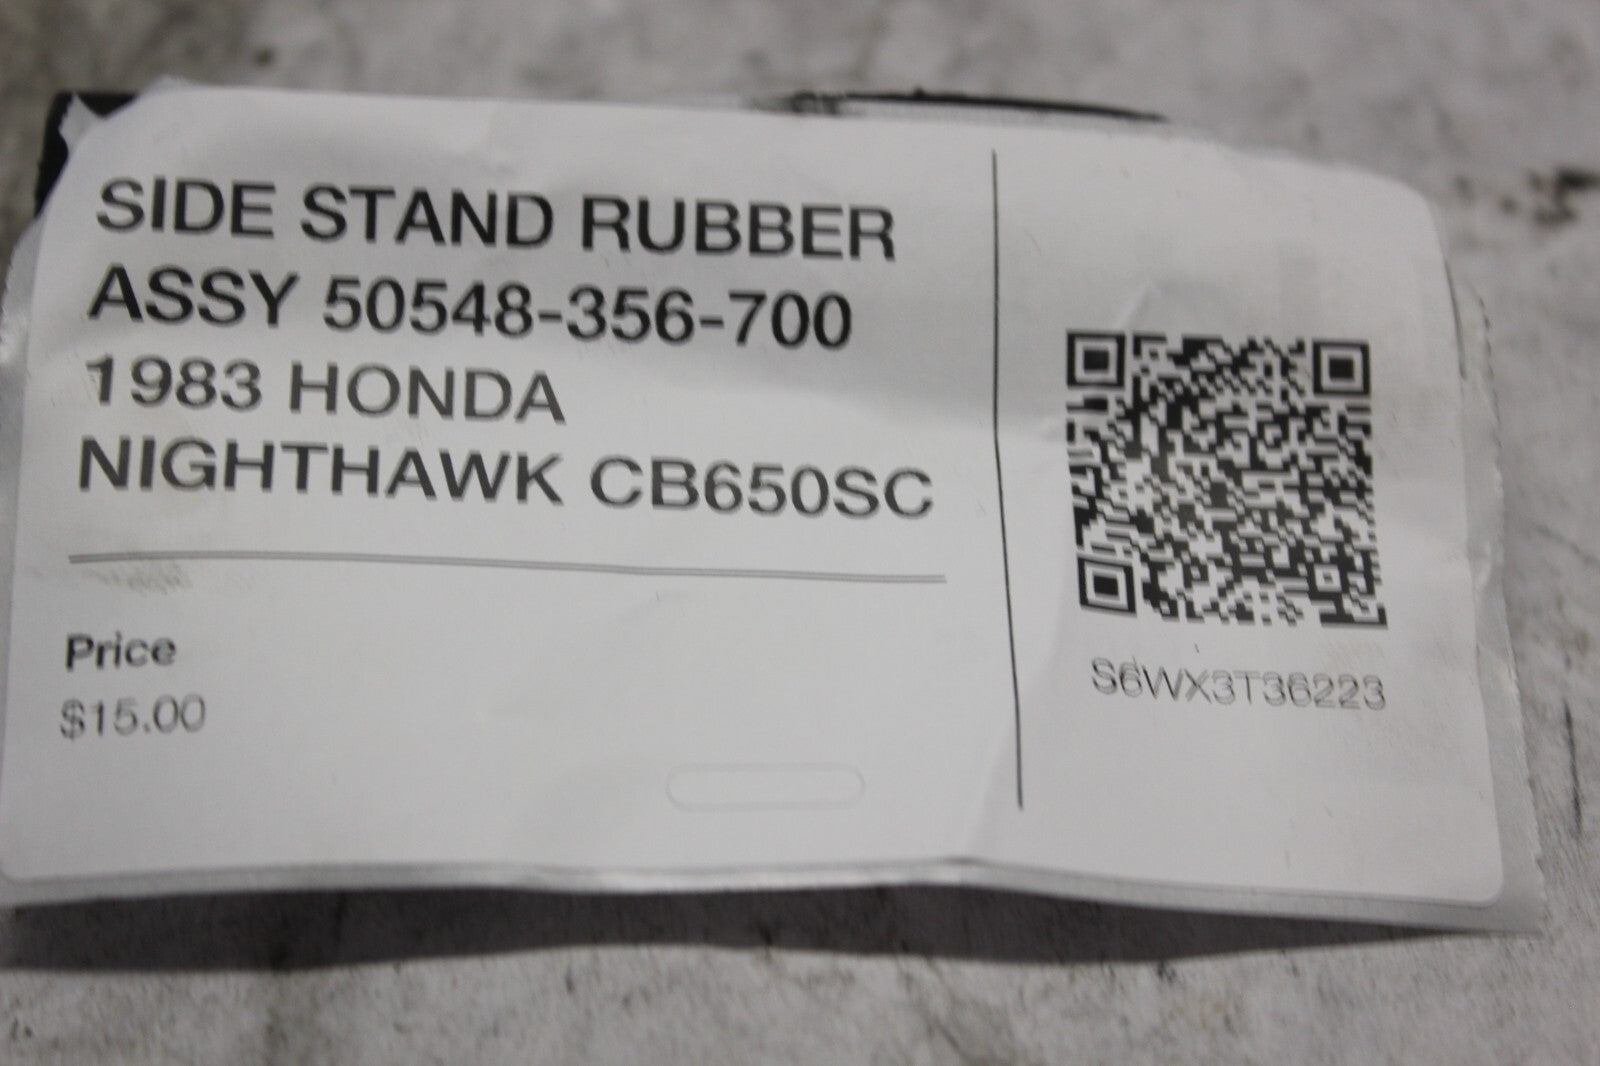 SIDE STAND RUBBER
ASSY 50548-356-700
1983 HONDA
NIGHTHAWK CB650SC
Price
$15.00
S6WX3T36223